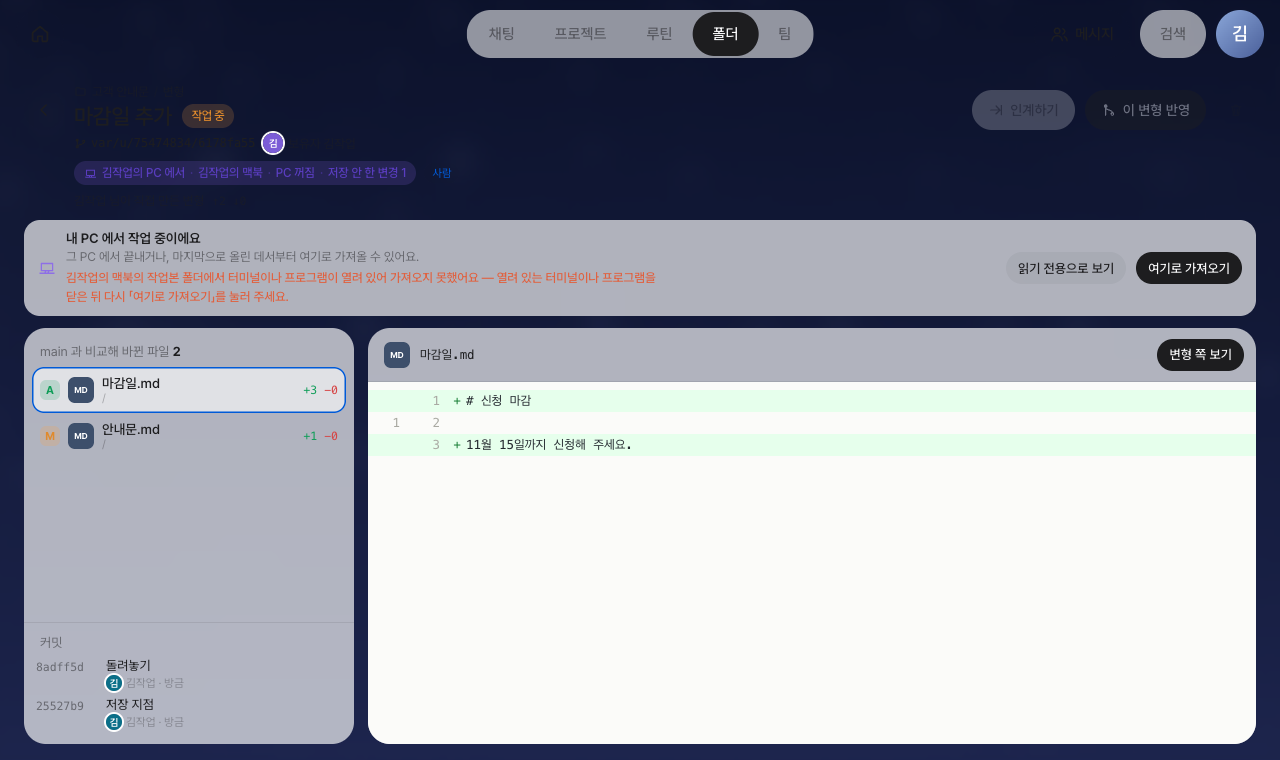 채팅 프로젝트 루틴 폴더 팀 메시지 검색 김
마감일 추가 작업 중 인계하기 이 변형 반영
김
김작업의 PC 에서 · 김작업의 맥북 · PC 꺼짐 · 저장 안 한 변경 1 사람
내 PC 에서 작업 중이에요
그 PC 에서 끝내거나, 마지막으로 올린 데서부터 여기로 가져올 수 있어요.
김작업의 맥북의 작업본 폴더에서 터미널이나 프로그램이 열려 있어 가져오지 못했어요 — 열려 있는 터미널이나 프로그램을
닫은 뒤 다시 「여기로 가져오기」를 눌러 주세요.
읽기 전용으로 보기 여기로 가져오기
main 과 비교해 바뀐 파일 2
A MD 마감일.md +3 −0
/
M MD 안내문.md +1 −0
/
커밋
8adff5d 돌려놓기
김 김작업 · 방금
25527b9 저장 지점
김 김작업 · 방금
MD 마감일.md 변형 쪽 보기
1 + # 신청 마감
1 2
3 + 11월 15일까지 신청해 주세요.